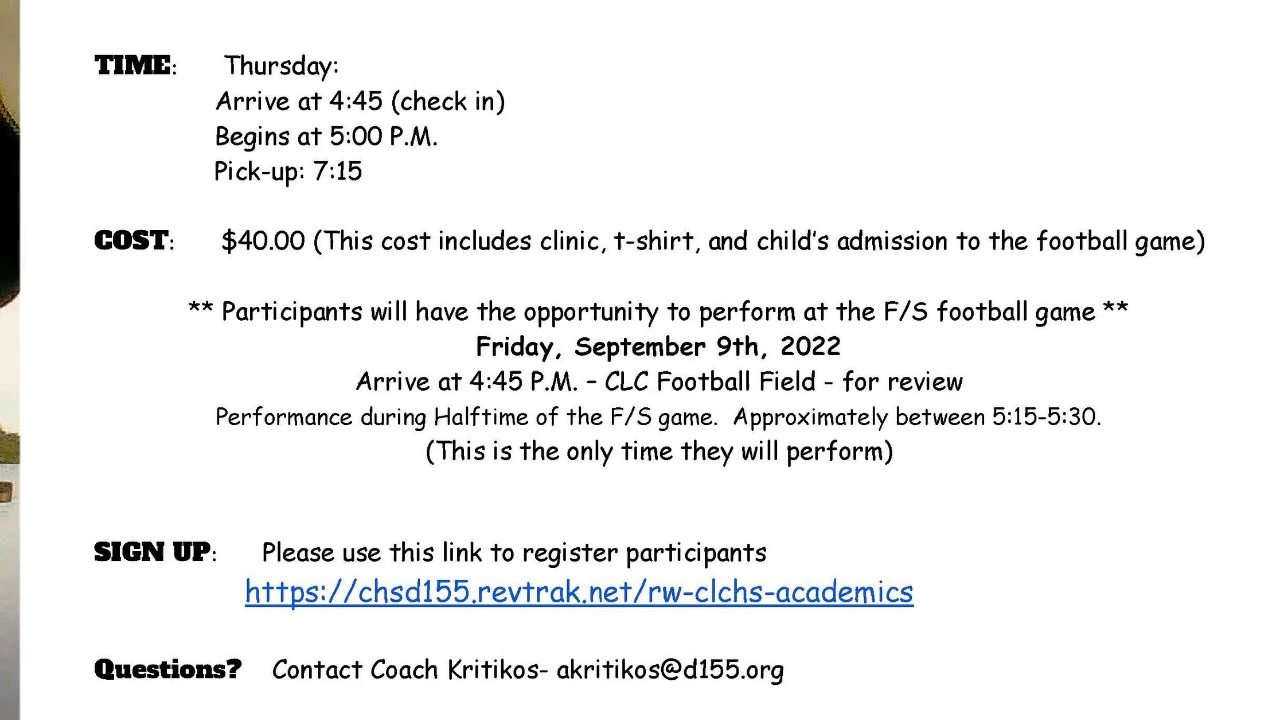 TIME: Thursday:
Arrive at 4:45 (check in)
Begins at 5:00 P.M.
Pick-up: 7:15
COST: $40.00 (This cost includes clinic, t-shirt, and child's admission to the football game)
** Participants will have the opportunity to perform at the F/S football game **
Friday, September 9th, 2022
Arrive at 4:45 P.M. – CLC Football Field - for review
Performance during Halftime of the F/S game. Approximately between 5:15-5:30.
(This is the only time they will perform)
SIGN UP: Please use this link to register participants
https://chsd155.revtrak.net/rw-clchs-academics
Questions? Contact Coach Kritikos- akritikos@d155.org